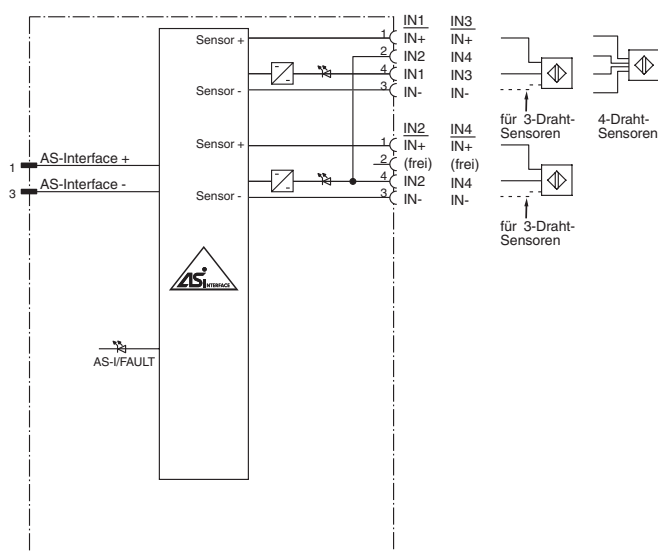 IN1 IN3
Sensor + 1 IN+ IN+
2 IN2 IN4
4 IN1 IN3
Sensor - 3 IN- IN-
für 3-Draht-
Sensoren
4-Draht-
Sensoren
IN2 IN4
Sensor + 1 IN+ IN+
2 (frei) (frei)
4 IN2 IN4
Sensor - 3 IN- IN-
für 3-Draht-
Sensoren
1 AS-Interface +
3 AS-Interface -
ASi INTERFACE
AS-I/FAULT